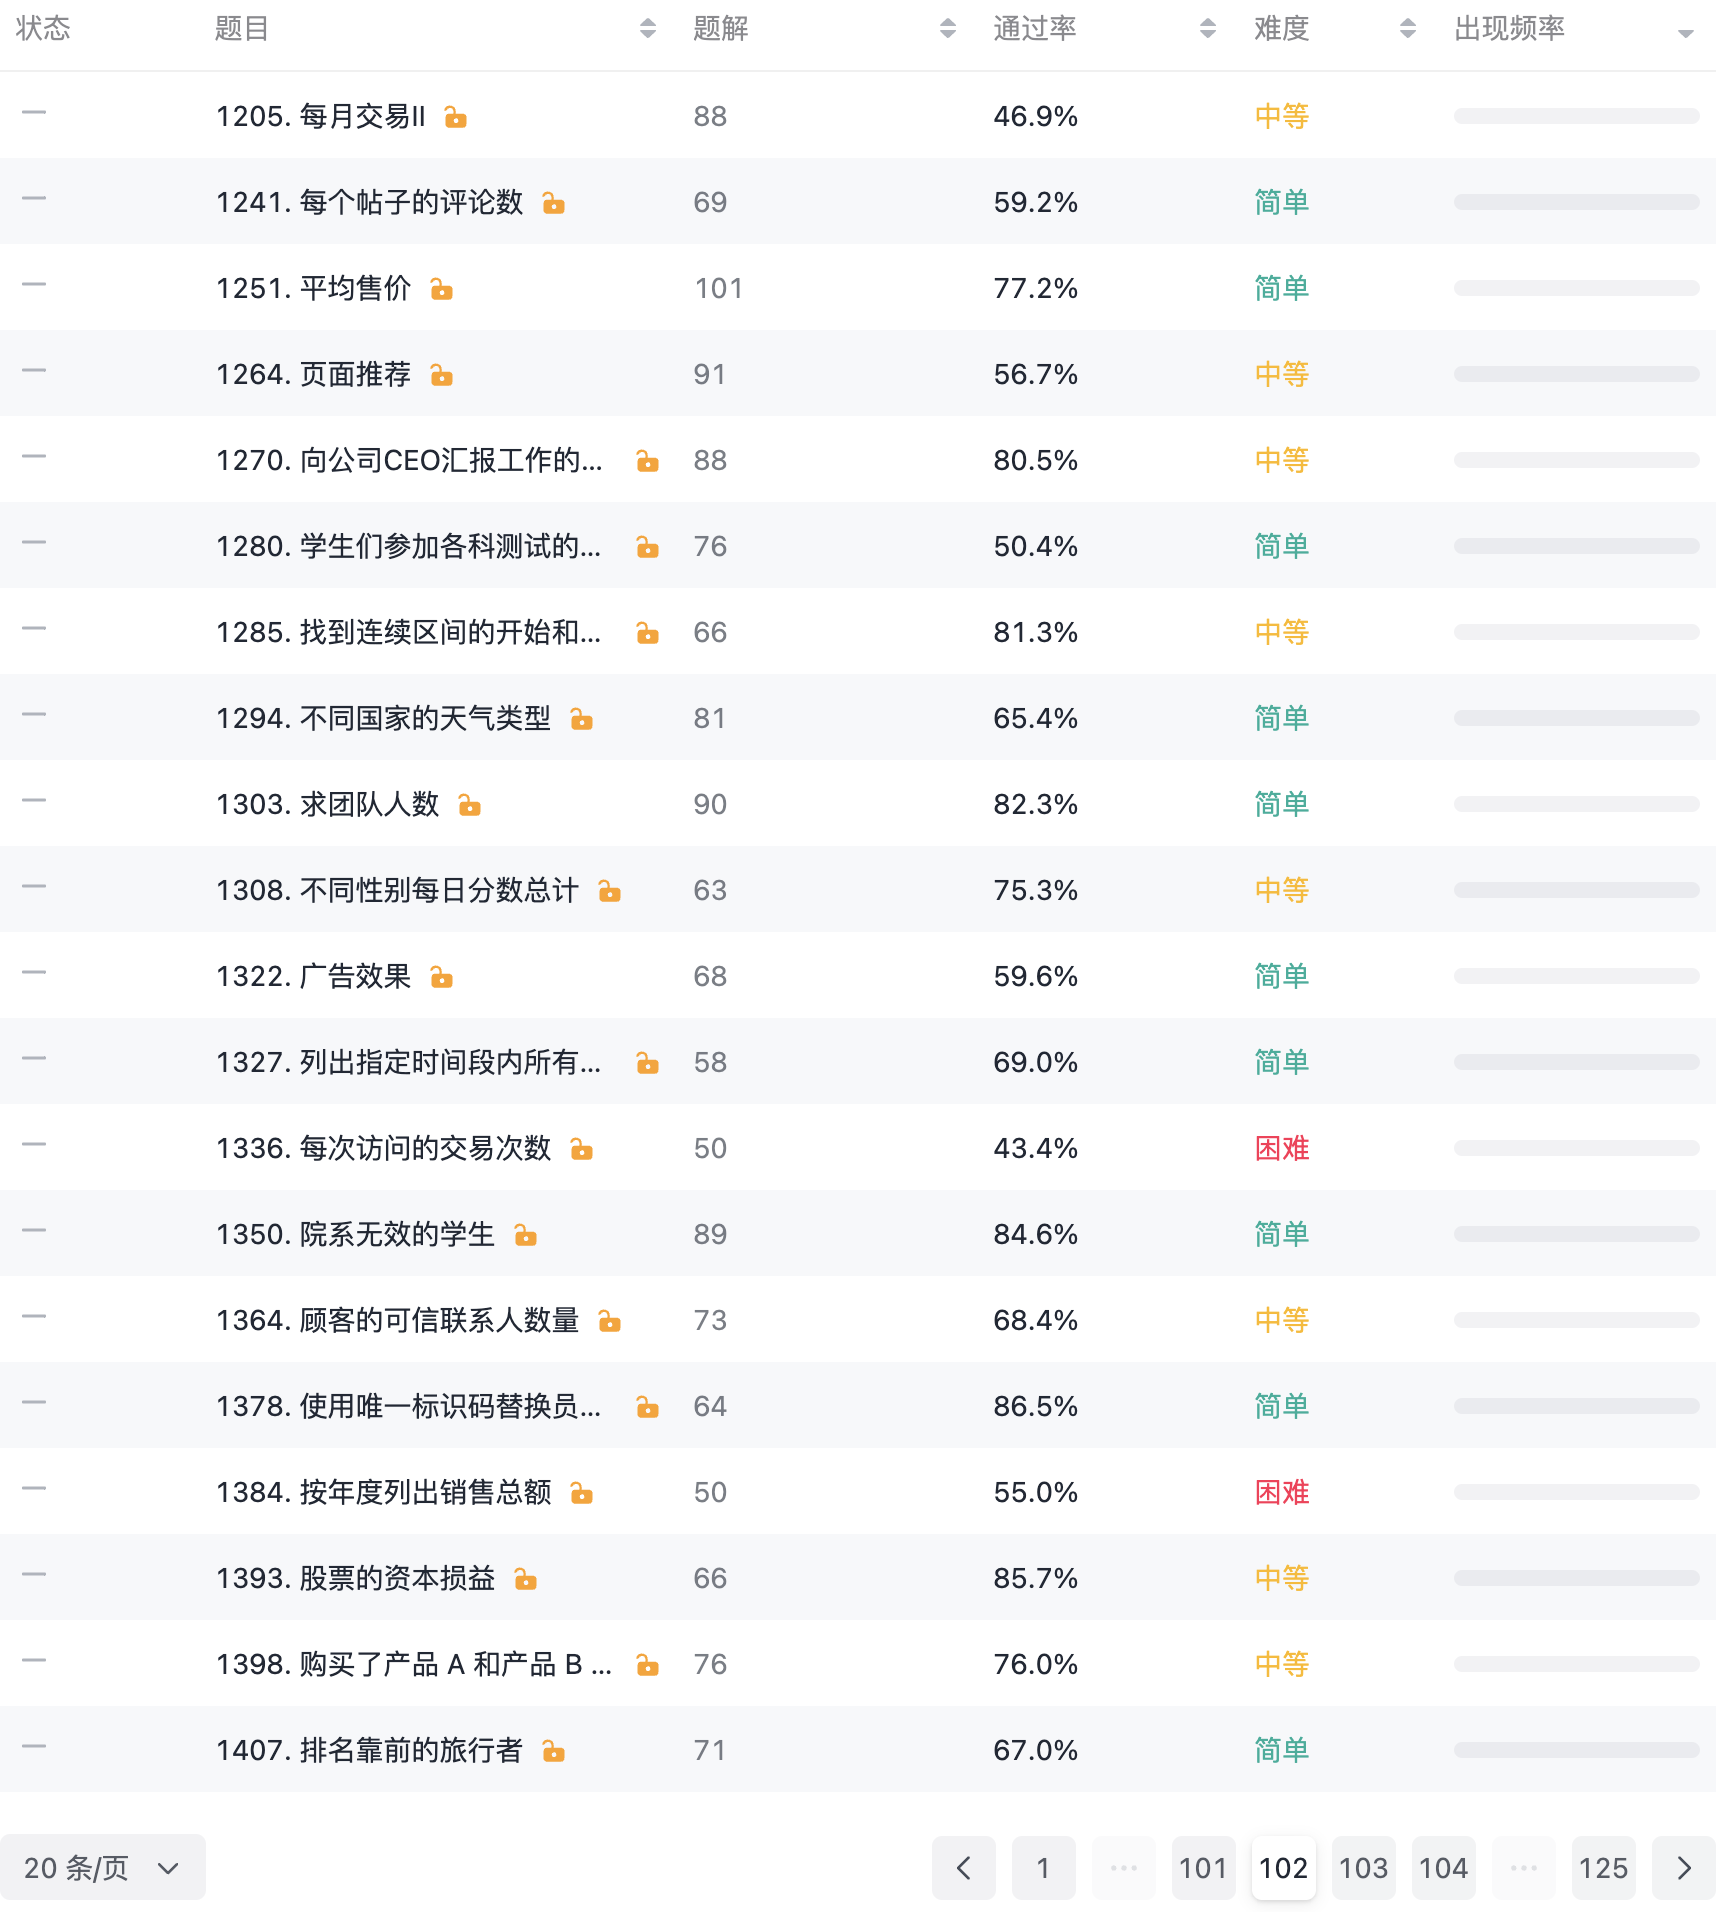 状态 题目 题解 通过率 难度 出现频率
1205. 每月交易II 88 46.9% 中等
1241. 每个帖子的评论数 69 59.2% 简单
1251. 平均售价 101 77.2% 简单
1264. 页面推荐 91 56.7% 中等
1270. 向公司CEO汇报工作的... 88 80.5% 中等
1280. 学生们参加各科测试的... 76 50.4% 简单
1285. 找到连续区间的开始和... 66 81.3% 中等
1294. 不同国家的天气类型 81 65.4% 简单
1303. 求团队人数 90 82.3% 简单
1308. 不同性别每日分数总计 63 75.3% 中等
1322. 广告效果 68 59.6% 简单
1327. 列出指定时间段内所有... 58 69.0% 简单
1336. 每次访问的交易次数 50 43.4% 困难
1350. 院系无效的学生 89 84.6% 简单
1364. 顾客的可信联系人数量 73 68.4% 中等
1378. 使用唯一标识码替换员... 64 86.5% 简单
1384. 按年度列出销售总额 50 55.0% 困难
1393. 股票的资本损益 66 85.7% 中等
1398. 购买了产品 A 和产品 B ... 76 76.0% 中等
1407. 排名靠前的旅行者 71 67.0% 简单
20 条/页 1 ... 101 102 103 104 ... 125